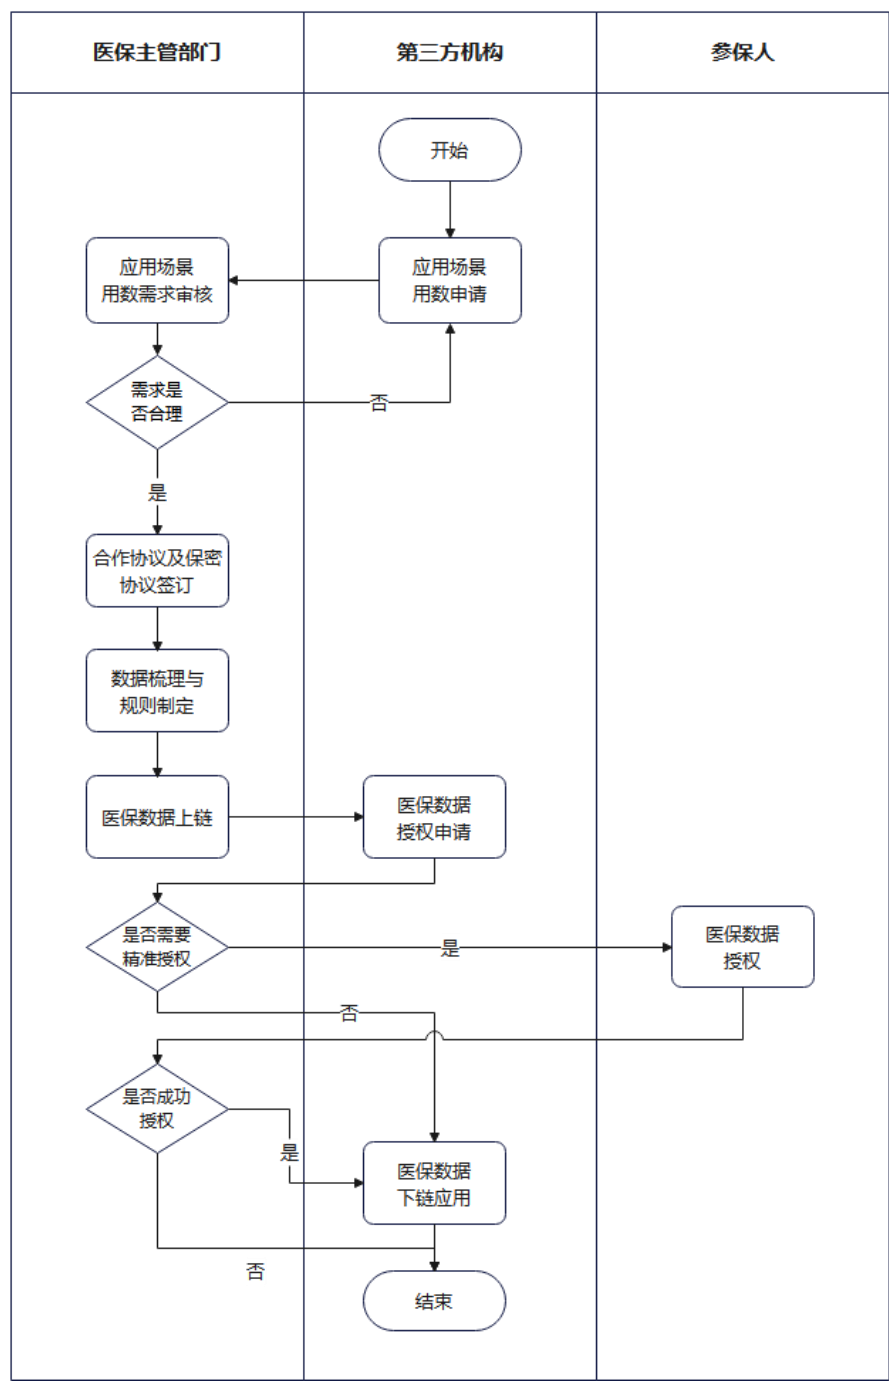 医保主管部门
第三方机构
参保人
开始
应用场景
用数需求审核
应用场景
用数申请
需求是
否合理
否
是
合作协议及保密
协议签订
数据梳理与
规则制定
医保数据上链
医保数据
授权申请
是否需要
精准授权
是
医保数据
授权
否
是否成功
授权
是
医保数据
下链应用
否
结束